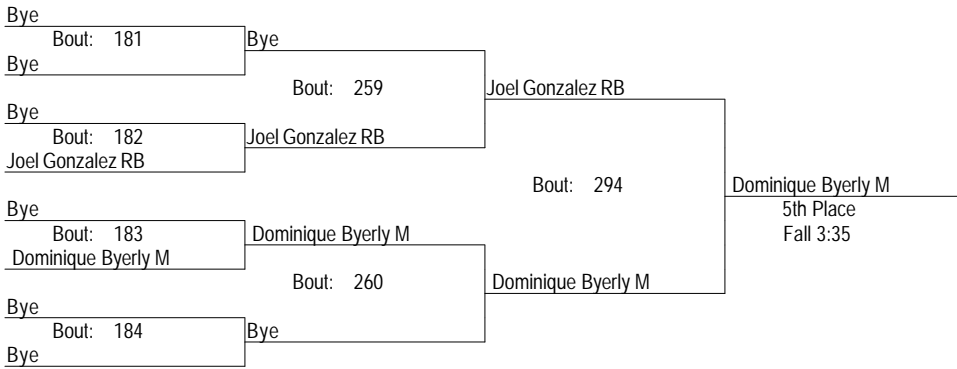 Bye
Bout: 181
Bye
Bye
Bout: 259
Joel Gonzalez RB
Bye
Bout: 182
Joel Gonzalez RB
Joel Gonzalez RB
Bout: 294
Dominique Byerly M
5th Place
Fall 3:35
Bye
Bout: 183
Dominique Byerly M
Dominique Byerly M
Bout: 260
Dominique Byerly M
Bye
Bout: 184
Bye
Bye